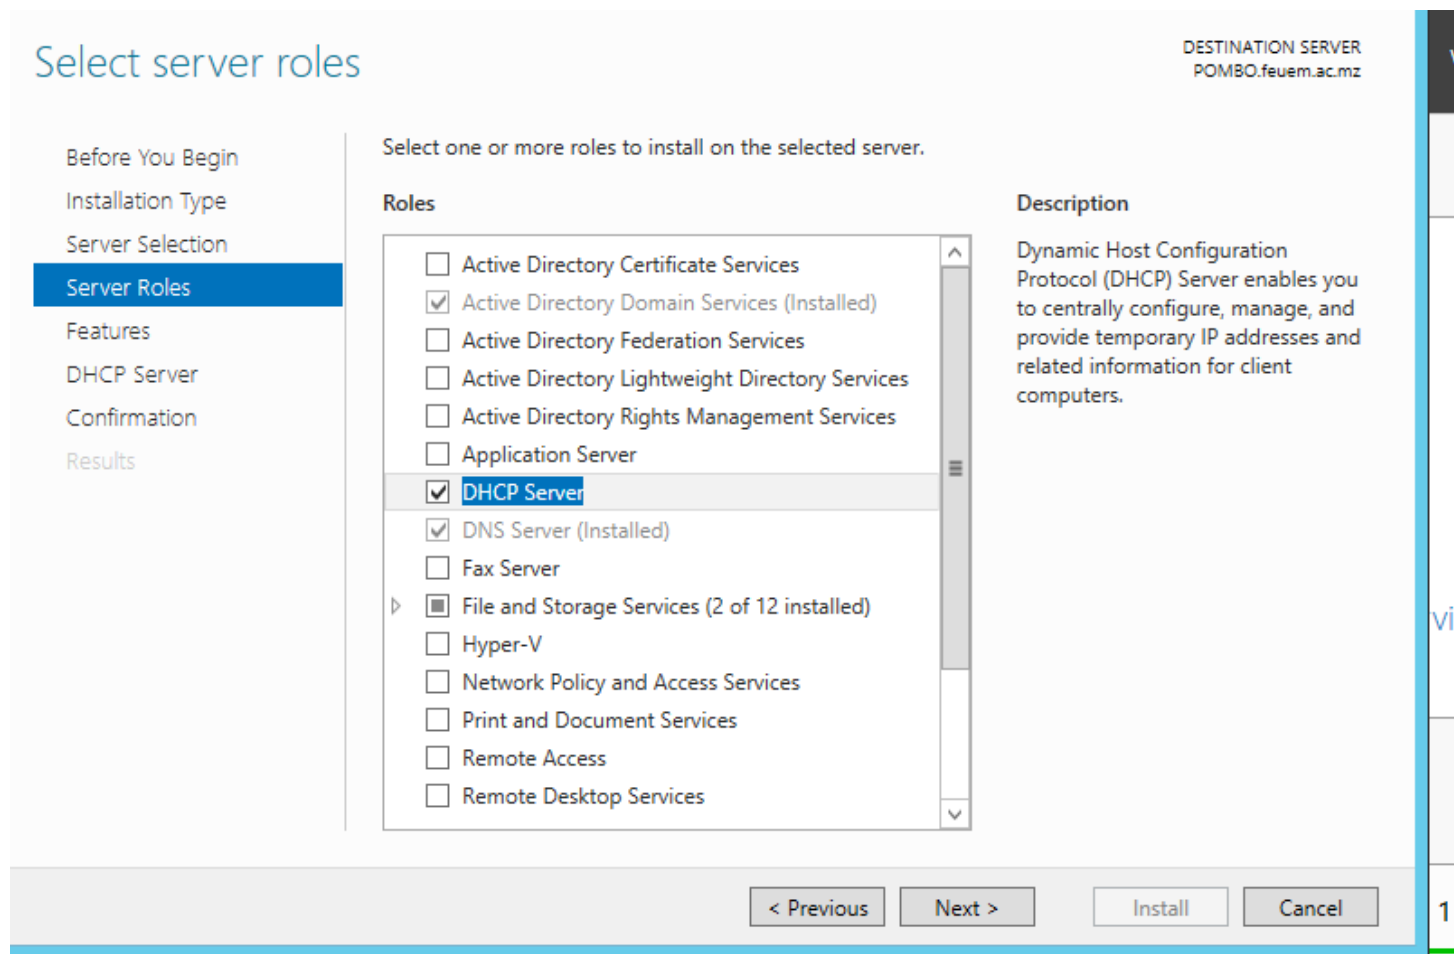 Select server roles
DESTINATION SERVER
POMBO.feuem.ac.mz
Before You Begin
Installation Type
Server Selection
Server Roles
Features
DHCP Server
Confirmation
Results
Select one or more roles to install on the selected server.
Roles
Active Directory Certificate Services
Active Directory Domain Services (Installed)
Active Directory Federation Services
Active Directory Lightweight Directory Services
Active Directory Rights Management Services
Application Server
DHCP Server
DNS Server (Installed)
Fax Server
File and Storage Services (2 of 12 installed)
Hyper-V
Network Policy and Access Services
Print and Document Services
Remote Access
Remote Desktop Services
Description
Dynamic Host Configuration
Protocol (DHCP) Server enables you
to centrally configure, manage, and
provide temporary IP addresses and
related information for client
computers.
< Previous
Next >
Install
Cancel
vi
1